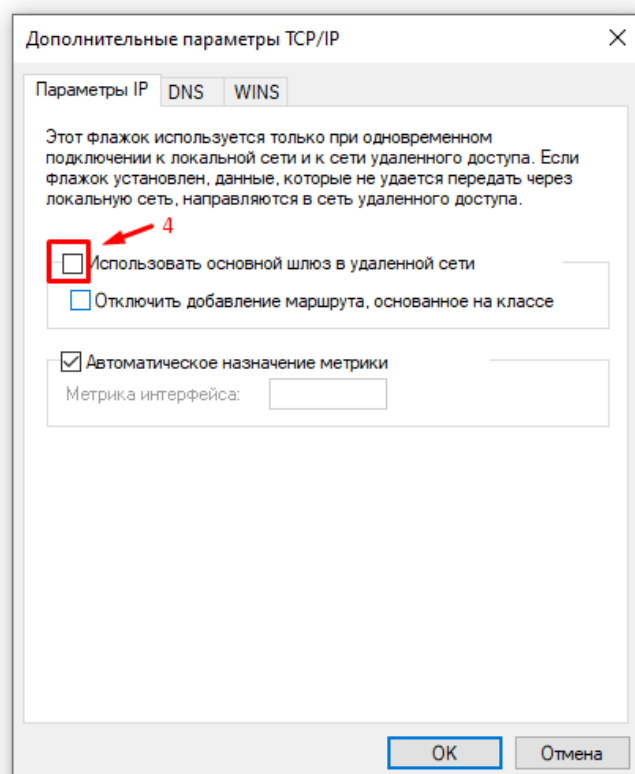 Дополнительные параметры TCP/IP
Параметры IP DNS WINS
Этот флажок используется только при одновременном
подключении к локальной сети и к сети удаленного доступа. Если
флажок установлен, данные, которые не удается передать через
локальную сеть, направляются в сеть удаленного доступа.
4
Использовать основной шлюз в удаленной сети
Отключить добавление маршрута, основанное на классе
Автоматическое назначение метрики
Метрика интерфейса:
OK Отмена